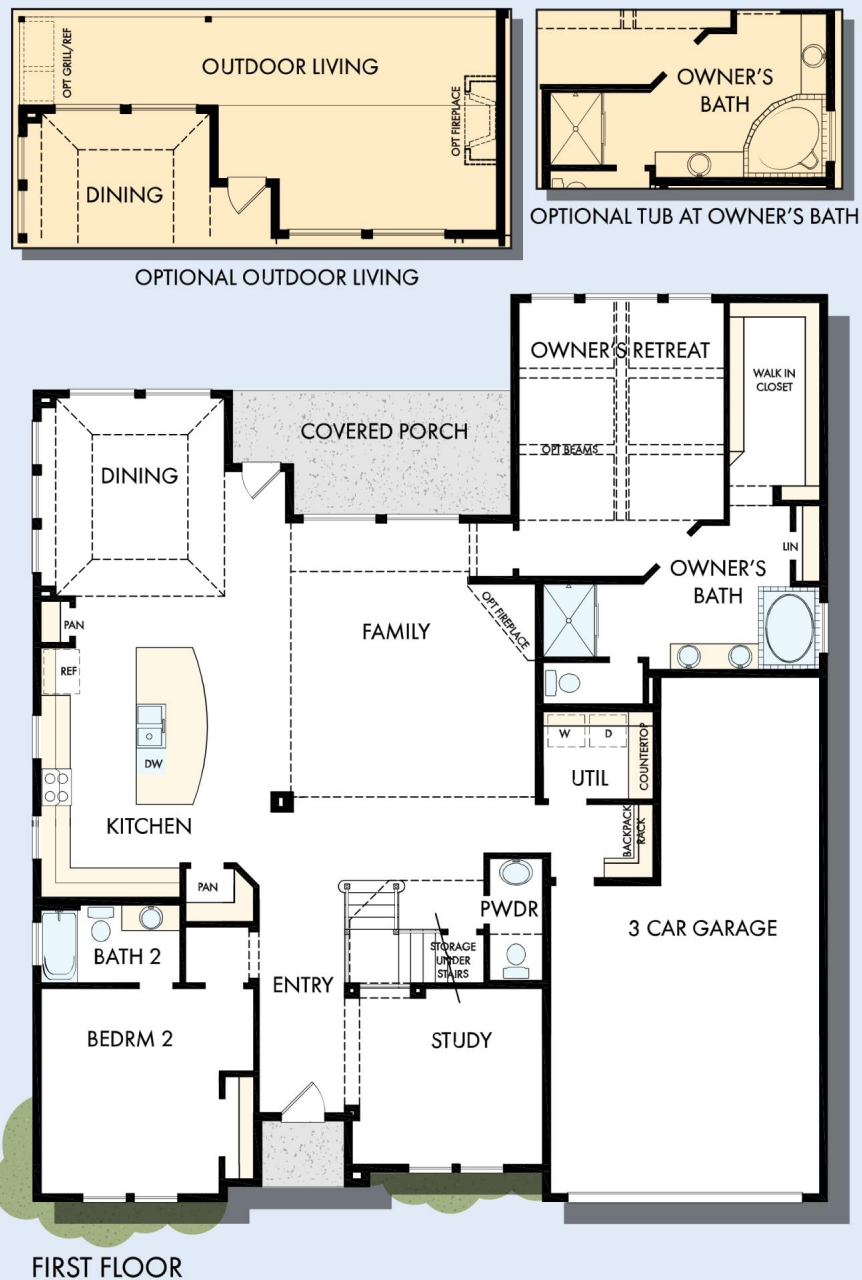 OPT GRILL/REF
OUTDOOR LIVING
OPT FIREPLACE
DINING
OPTIONAL OUTDOOR LIVING
OWNER'S
BATH
OPTIONAL TUB AT OWNER'S BATH
OWNER'S RETREAT
WALK IN
CLOSET
OPT BEAMS
COVERED PORCH
DINING
LIN
OWNER'S
BATH
PAN
REF
FAMILY
OPT FIREPLACE
W
D
COUNTERTOP
UTIL
DW
KITCHEN
BACKPACK
RACK
PAN
PWDR
3 CAR GARAGE
BATH 2
STORAGE
UNDER
STAIRS
ENTRY
BEDRM 2
STUDY
FIRST FLOOR